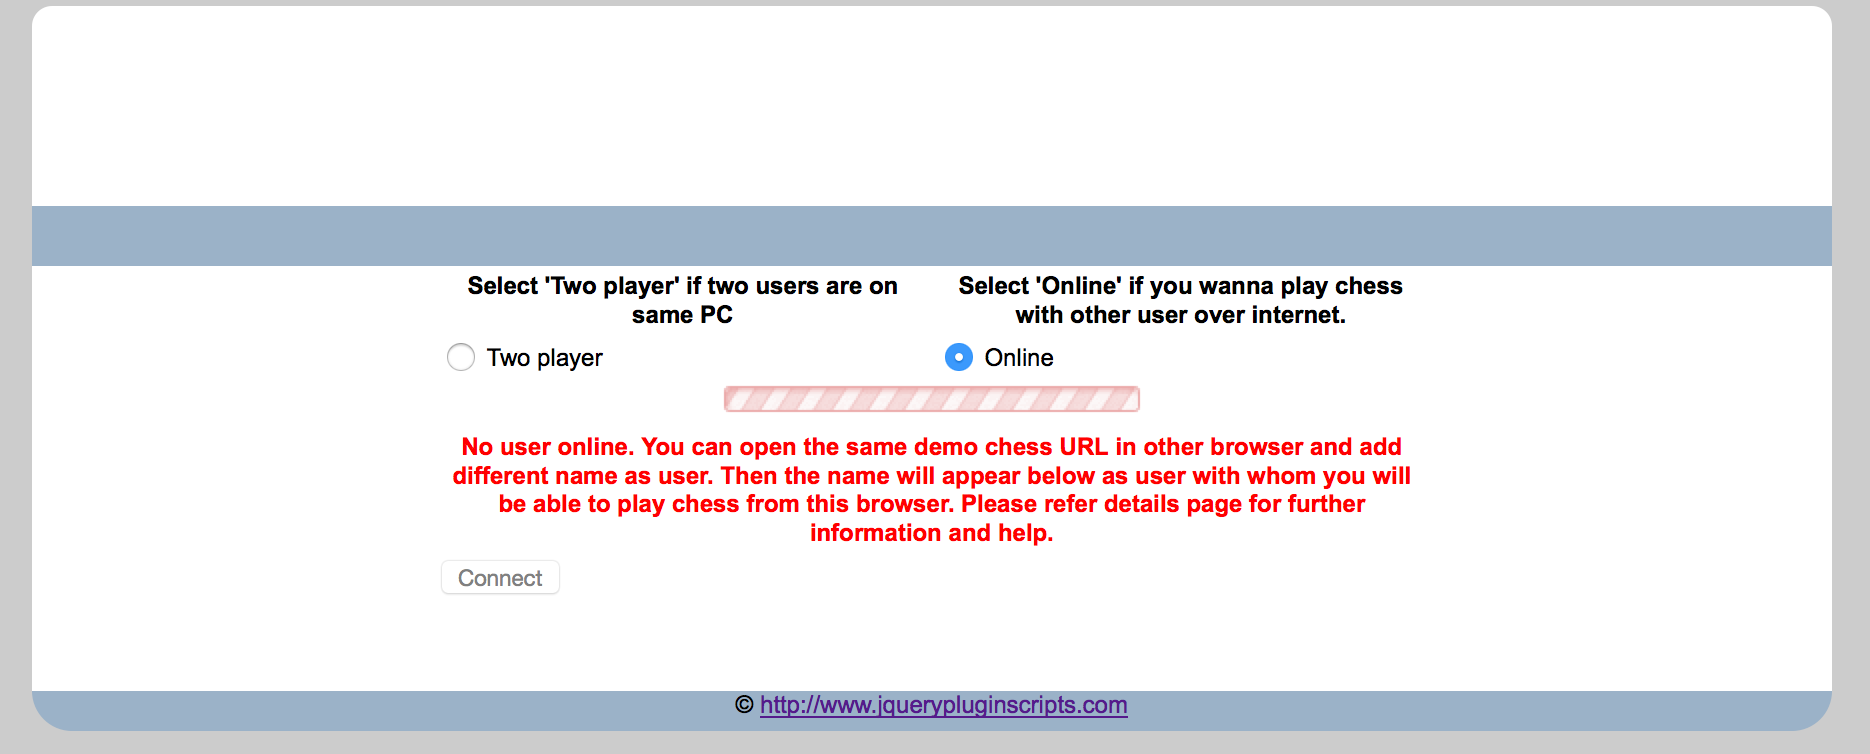 Select 'Two player' if two users are on
same PC
Select 'Online' if you wanna play chess
with other user over internet.
Two player
Online
No user online. You can open the same demo chess URL in other browser and add
different name as user. Then the name will appear below as user with whom you will
be able to play chess from this browser. Please refer details page for further
information and help.
Connect
© http://www.jquerypluginscripts.com